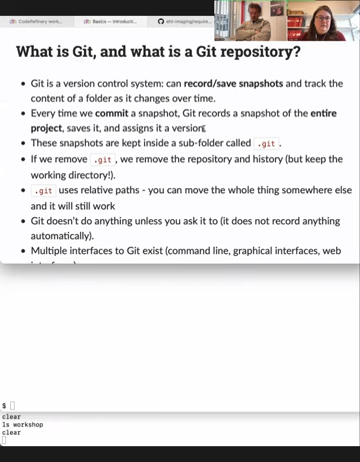 CodeRefinery work...
Basics — Introducti...
What is Git, and what is a Git repository?
Git is a version control system: can record/save snapshots and track the
content of a folder as it changes over time.
Every time we commit a snapshot, Git records a snapshot of the entire
project, saves it, and assigns it a version.
These snapshots are kept inside a sub-folder called .git .
If we remove .git , we remove the repository and history (but keep the
working directory!).
.git uses relative paths - you can move the whole thing somewhere else
and it will still work
Git doesn't do anything unless you ask it to (it does not record anything
automatically).
Multiple interfaces to Git exist (command line, graphical interfaces, web
$
clear
ls workshop
clear